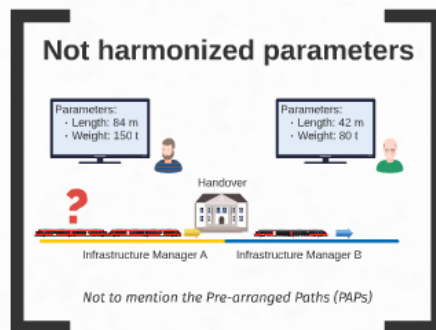 Not harmonized parameters
Parameters:
· Length: 84 m
· Weight: 150 t
Parameters:
· Length: 42 m
· Weight: 80 t
Handover
?
Infrastructure Manager A
Infrastructure Manager B
Not to mention the Pre-arranged Paths (PAPs)